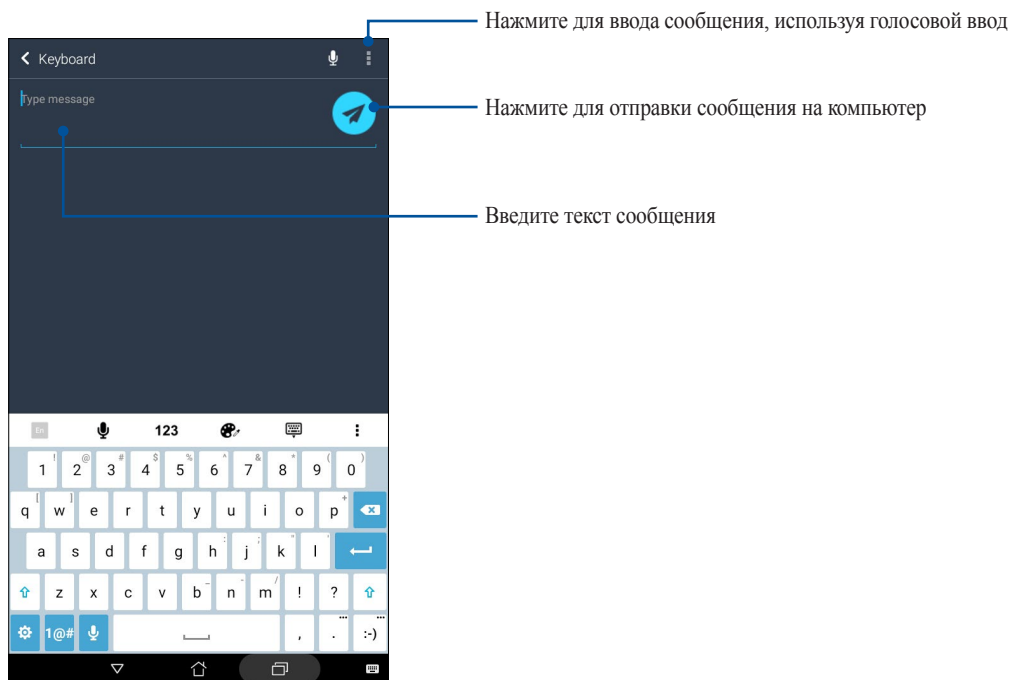 Нажмите для ввода сообщения, используя голосовой ввод
Keyboard
Type message
Нажмите для отправки сообщения на компьютер
Введите текст сообщения
En 123
! @ # $ % ^ & * ( )
1 2 3 4 5 6 7 8 9 0
[ ] +
q w e r t y u i o p
: ; " '
a s d f g h j k l
_ - /
z x c v b n m ! ?
1@# , . :-)